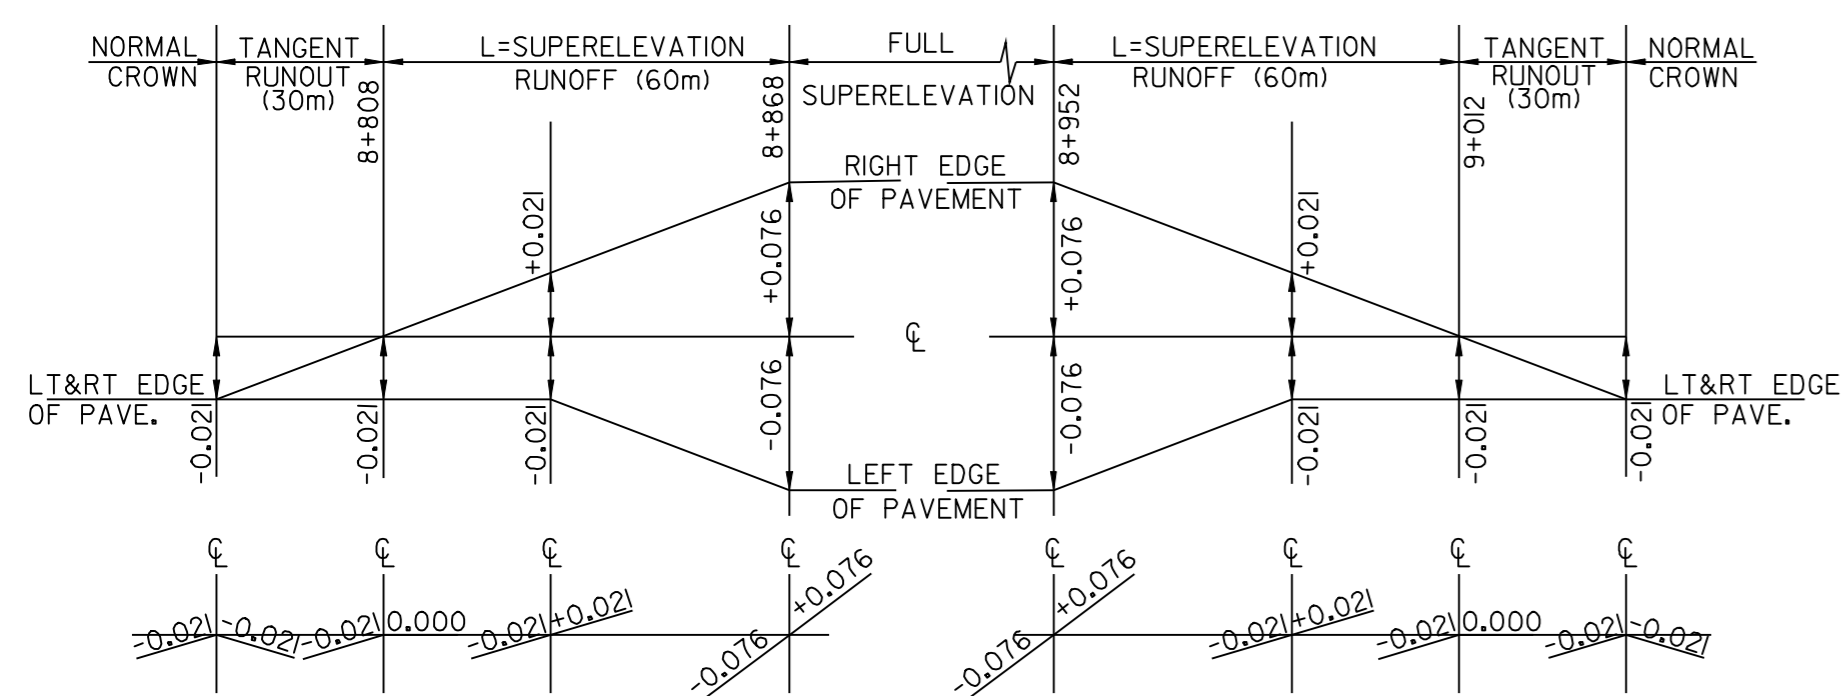 NORMAL
CROWN
TANGENT
RUNOUT
(30m)
L=SUPERELEVATION
RUNOFF (60m)
FULL
SUPERELEVATION
L=SUPERELEVATION
RUNOFF (60m)
TANGENT
RUNOUT
(30m)
NORMAL
CROWN
8+808
8+868
8+952
9+012
RIGHT EDGE
OF PAVEMENT
+0.021
+0.076
+0.076
+0.021
℄
LT&RT EDGE
OF PAVE.
-0.021
-0.021
-0.021
-0.076
-0.076
-0.021
-0.021
-0.021
LT&RT EDGE
OF PAVE.
LEFT EDGE
OF PAVEMENT
℄ ℄ ℄ ℄ ℄ ℄ ℄ ℄
-0.021 -0.021
-0.021 0.000
-0.021 +0.021
-0.076 +0.076
-0.076 +0.076
-0.021 +0.021
-0.021 0.000
-0.021 -0.021